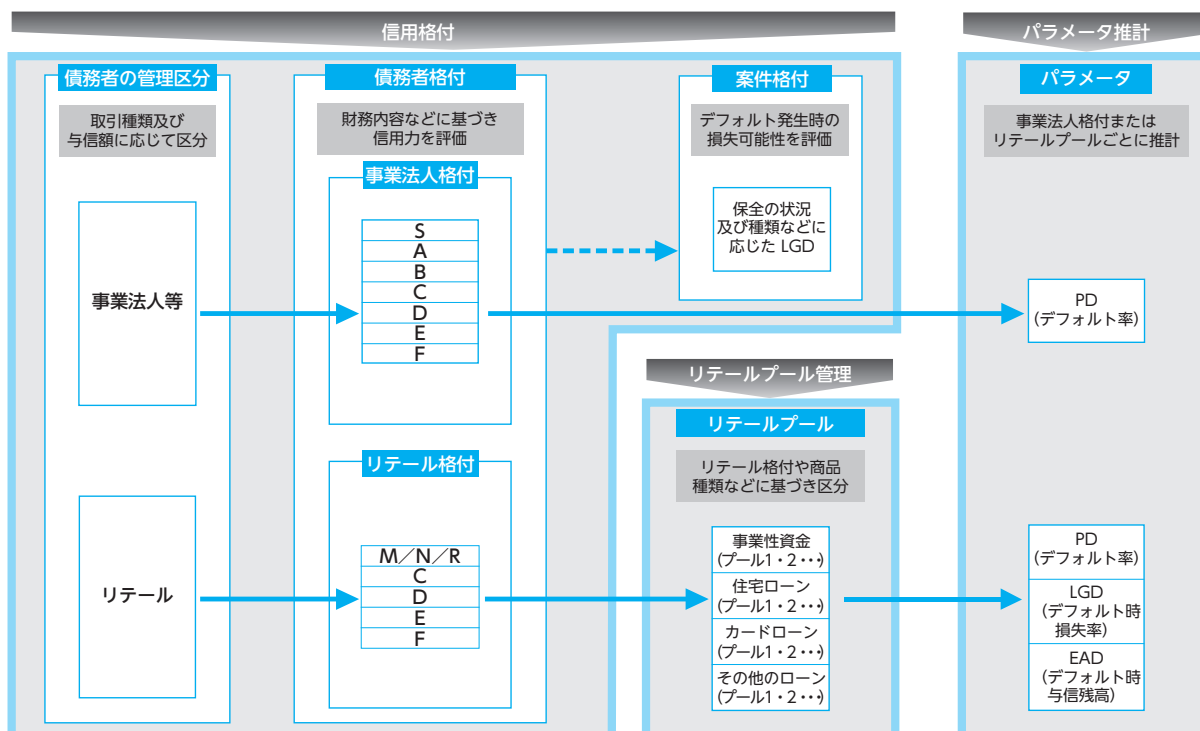 信用格付
パラメータ推計
債務者の管理区分
取引種類及び
与信額に応じて区分
事業法人等
リテール
債務者格付
財務内容などに基づき
信用力を評価
事業法人格付
S
A
B
C
D
E
F
リテール格付
M／N／R
C
D
E
F
案件格付
デフォルト発生時の
損失可能性を評価
保全の状況
及び種類などに
応じた LGD
リテールプール管理
リテールプール
リテール格付や商品
種類などに基づき区分
事業性資金
(プール1・2・・・)
住宅ローン
(プール1・2・・・)
カードローン
(プール1・2・・・)
その他のローン
(プール1・2・・・)
パラメータ
事業法人格付または
リテールプールごとに推計
PD
(デフォルト率)
PD
(デフォルト率)
LGD
(デフォルト時
損失率)
EAD
(デフォルト時
与信残高)